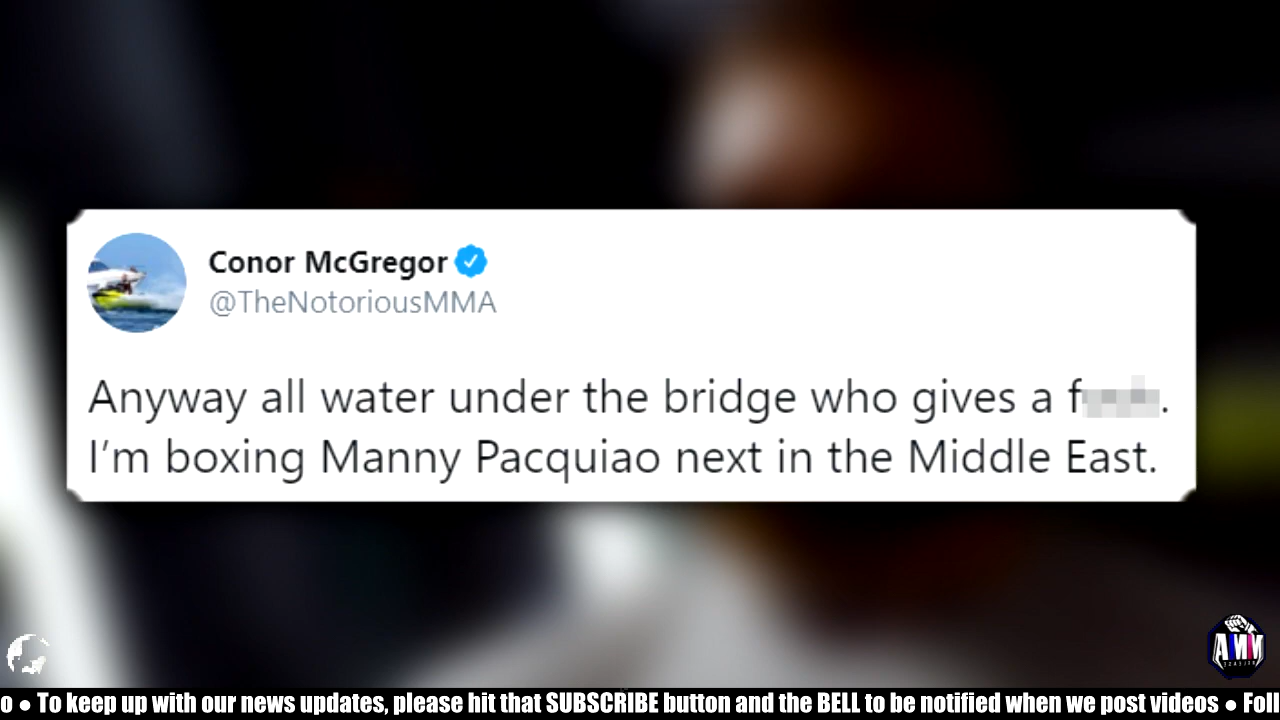 Conor McGregor
@TheNotoriousMMA
Anyway all water under the bridge who gives a f
I'm boxing Manny Pacquiao next in the Middle East.
o ● To keep up with our news updates, please hit that SUBSCRIBE button and the BELL to be notified when we post videos ● Foll